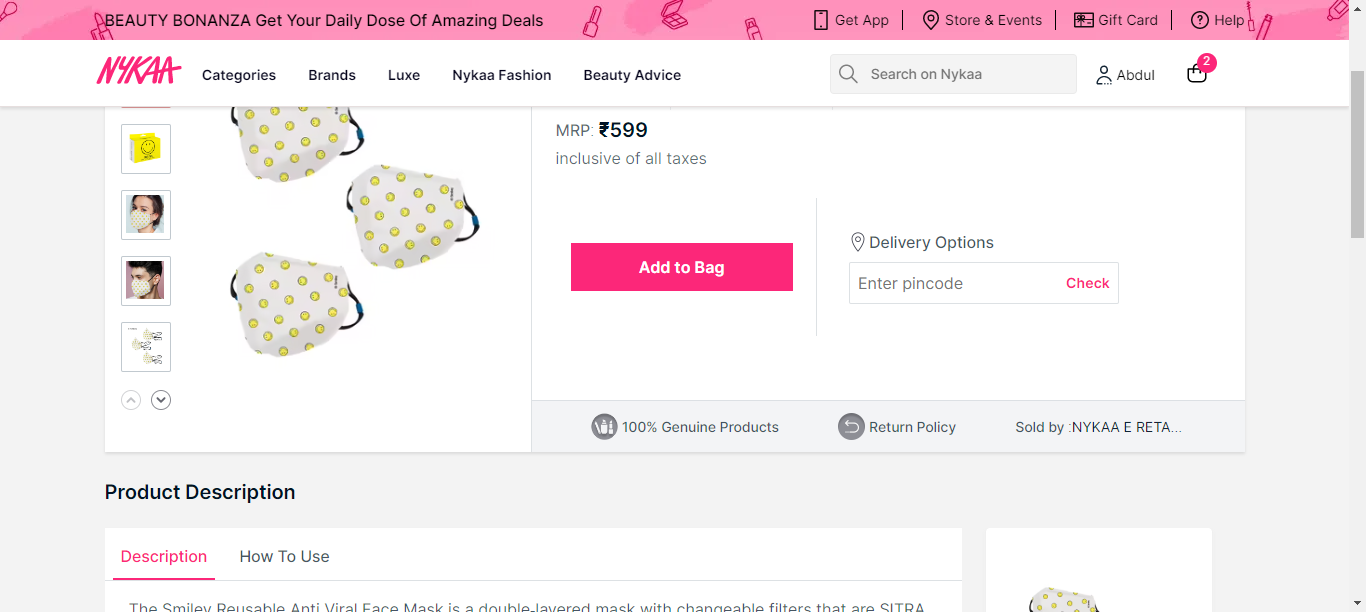 BEAUTY BONANZA Get Your Daily Dose Of Amazing Deals
Get App
Store & Events
Gift Card
Help
NYKAA
Categories
Brands
Luxe
Nykaa Fashion
Beauty Advice
Search on Nykaa
Abdul
2
MRP: ₹599
inclusive of all taxes
Add to Bag
Delivery Options
Enter pincode
Check
100% Genuine Products
Return Policy
Sold by :NYKAA E RETA...
Product Description
Description
How To Use
The Smiley Reusable Anti Viral Face Mask is a double-layered mask with changeable filters that are SITRA